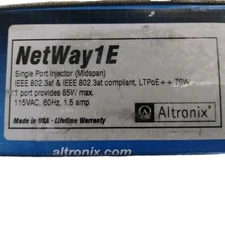 NetWay1E
Single Port Injector (Midspan)
IEEE 802.3af & IEEE 802.3at compliant, LTPoE++ 70W
1 port provides 85W max.
115VAC, 60Hz, 1.5 amp
Altronix®
Made in USA - Lifetime Warranty
altronix.com